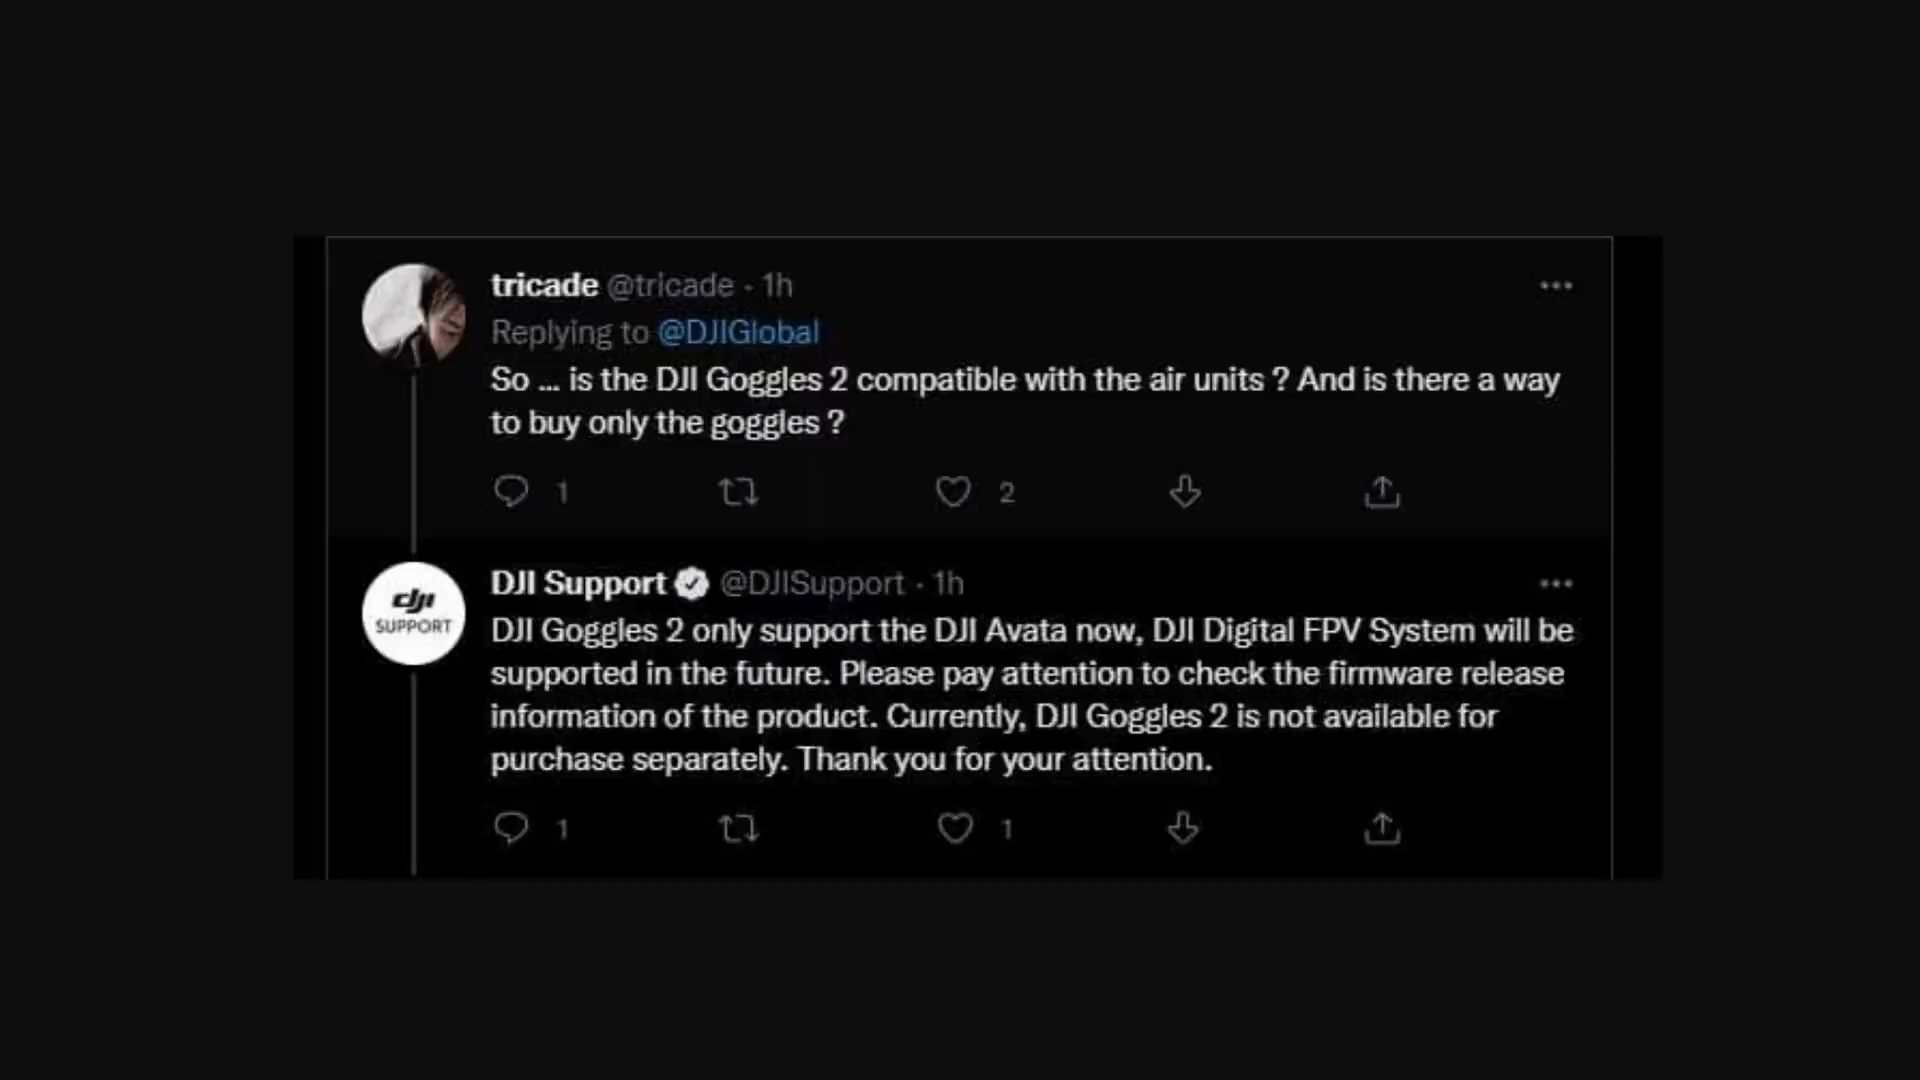 tricade @tricade · 1h
Replying to @DJIGlobal
So ... is the DJI Goggles 2 compatible with the air units ? And is there a way
to buy only the goggles ?
1 2
dji
SUPPORT
DJI Support @DJISupport · 1h
DJI Goggles 2 only support the DJI Avata now, DJI Digital FPV System will be
supported in the future. Please pay attention to check the firmware release
information of the product. Currently, DJI Goggles 2 is not available for
purchase separately. Thank you for your attention.
1 1